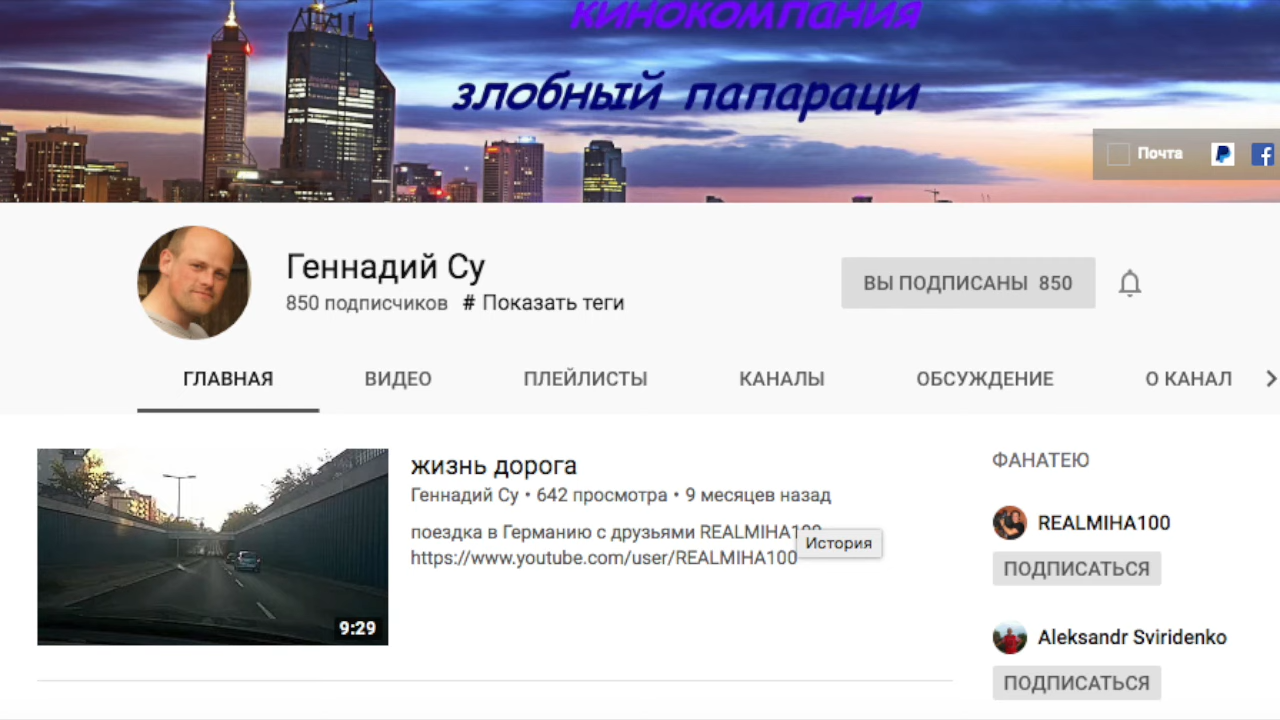 кинокомпания
злобный папараци
Почта
Геннадий Су
850 подписчиков # Показать теги
ВЫ ПОДПИСАНЫ 850
ГЛАВНАЯ ВИДЕО ПЛЕЙЛИСТЫ КАНАЛЫ ОБСУЖДЕНИЕ О КАНАЛ
жизнь дорога
Геннадий Су • 642 просмотра • 9 месяцев назад
поездка в Германию с друзьями REALMIHA100
https://www.youtube.com/user/REALMIHA100
История
9:29
ФАНАТЕЮ
REALMIHA100
ПОДПИСАТЬСЯ
Aleksandr Sviridenko
ПОДПИСАТЬСЯ